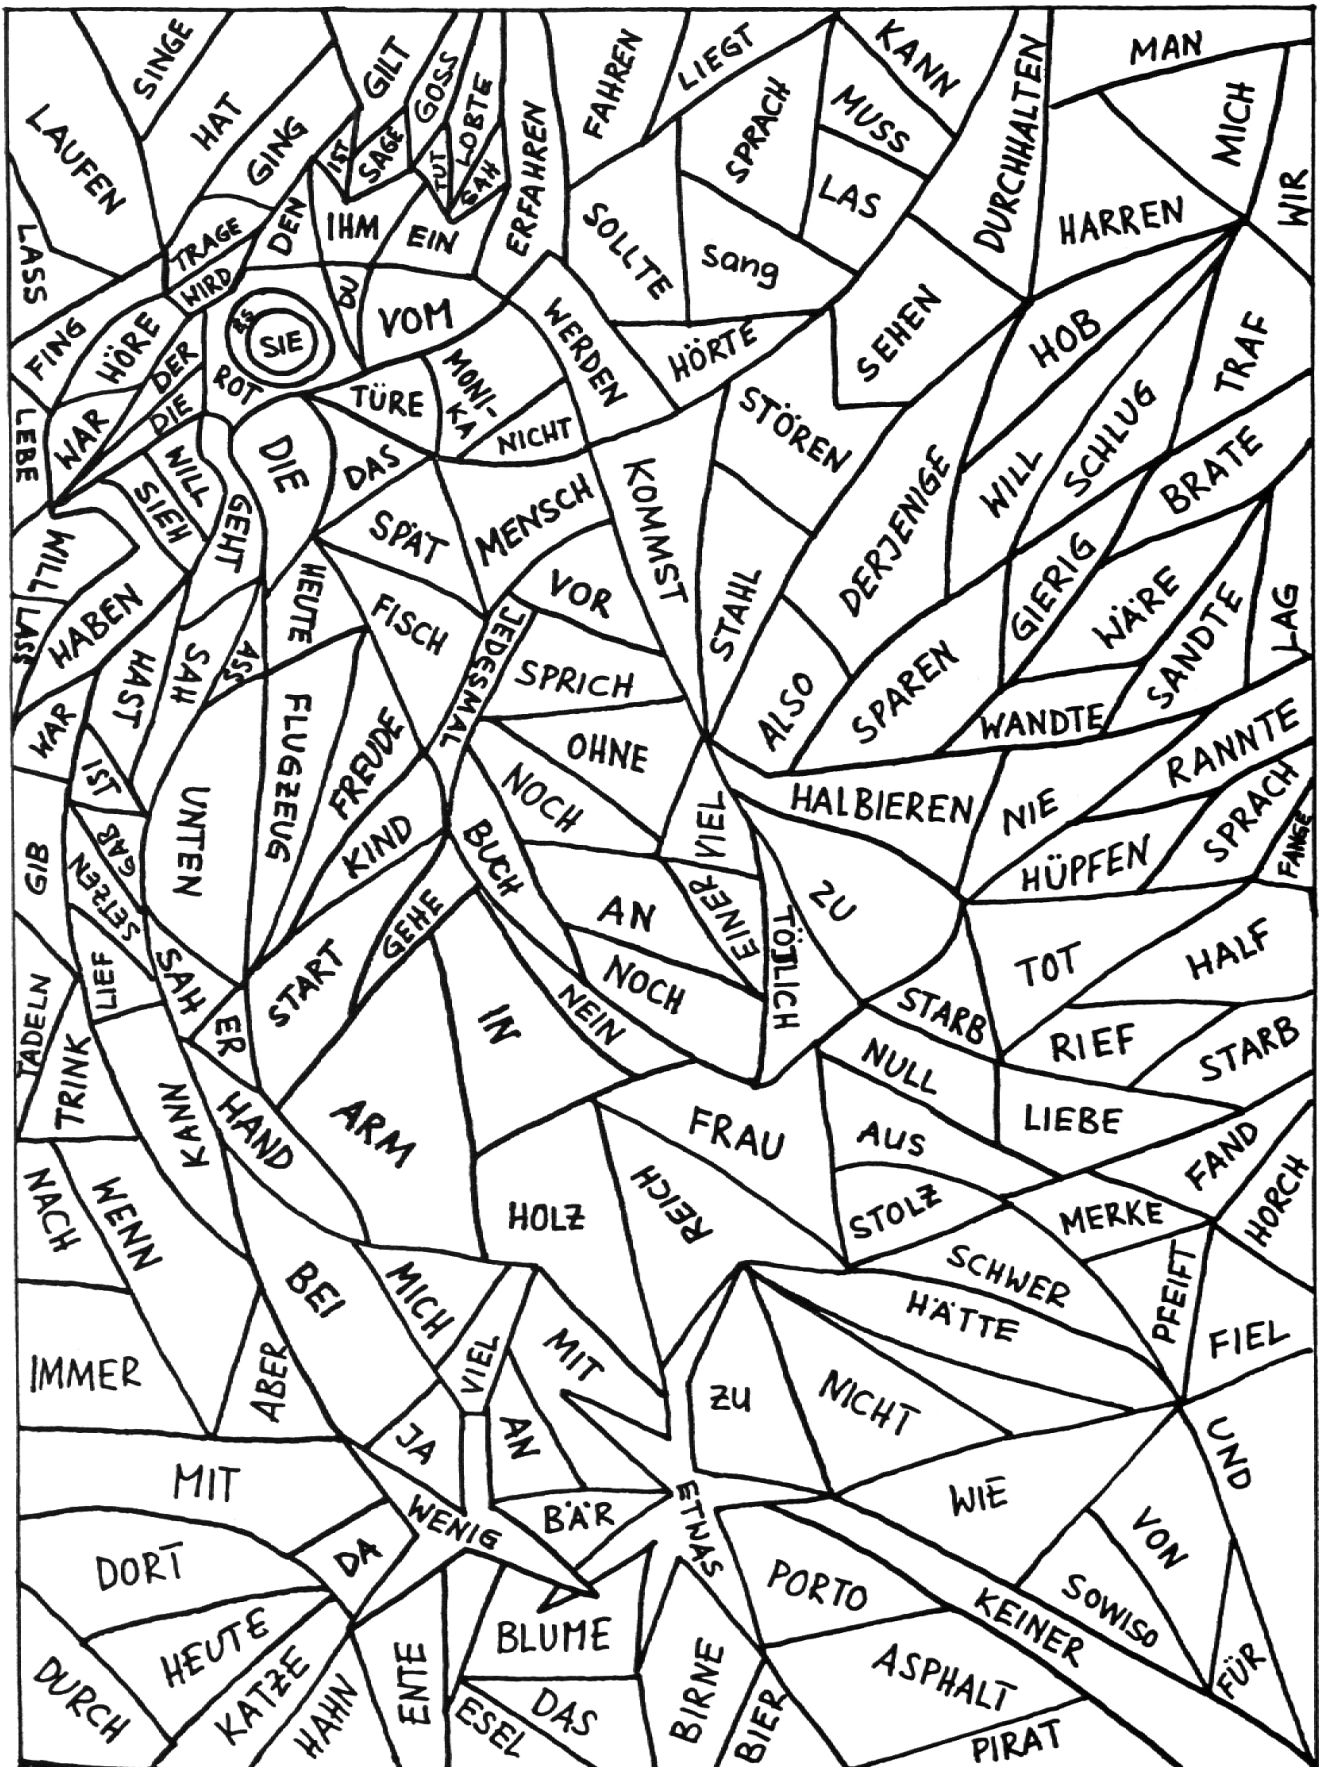 SINGE
HAT
GING
GILT
GOSS
LOBTE
FAHREN
LIEGT
SPRACH
KANN
MUSS
LAS
DURCHHALTEN
MAN
MICH
WIR
LAUFEN
IST
SAGE
TUT
SAH
ERFAHREN
SOLLTE
sang
HARREN
LASS
TRAGE
DEN
IHM
EIN
WIRD
DU
VOM
WERDEN
HÖRTE
SEHEN
HOB
TRAF
FING
HÖRE
DER
ES
SIE
ROT
TÜRE
MONI-
KA
NICHT
STÖREN
SCHLUG
LEBE
WAR
DIE
WILL
SIEH
GEHT
DIE
DAS
SPÄT
MENSCH
KOMMST
DERJENIGE
WILL
BRATE
WILL
LASS
HABEN
HEUTE
FISCH
VOR
JEDESMAL
STAHL
GIERIG
WÄRE
SANDTE
LAG
WAR
HAST
SAH
ASS
SPRICH
ALSO
SPAREN
WANDTE
IST
UNTEN
FLUGZEUG
FREUDE
OHNE
NOCH
VIEL
HALBIEREN
NIE
RANNTE
GIB
GAB
SETZEN
KIND
BUCH
GEHE
AN
EINER
TÖTLICH
ZU
HÜPFEN
SPRACH
FANGE
TADELN
LIEF
SAH
ER
START
IN
NEIN
NOCH
STARB
TOT
HALF
RIEF
STARB
TRINK
KANN
HAND
ARM
FRAU
NULL
AUS
LIEBE
NACH
WENN
HOLZ
REICH
STOLZ
MERKE
FAND
HORCH
BEI
MICH
VIEL
MIT
SCHWER
HÄTTE
PFEIFT
FIEL
IMMER
ABER
JA
AN
ZU
NICHT
UND
MIT
WENIG
BÄR
ETWAS
WIE
VON
DORT
DA
PORTO
KEINER
SOWISO
FÜR
DURCH
HEUTE
KATZE
HAHN
ENTE
BLUME
ESEL
DAS
BIRNE
BIER
ASPHALT
PIRAT